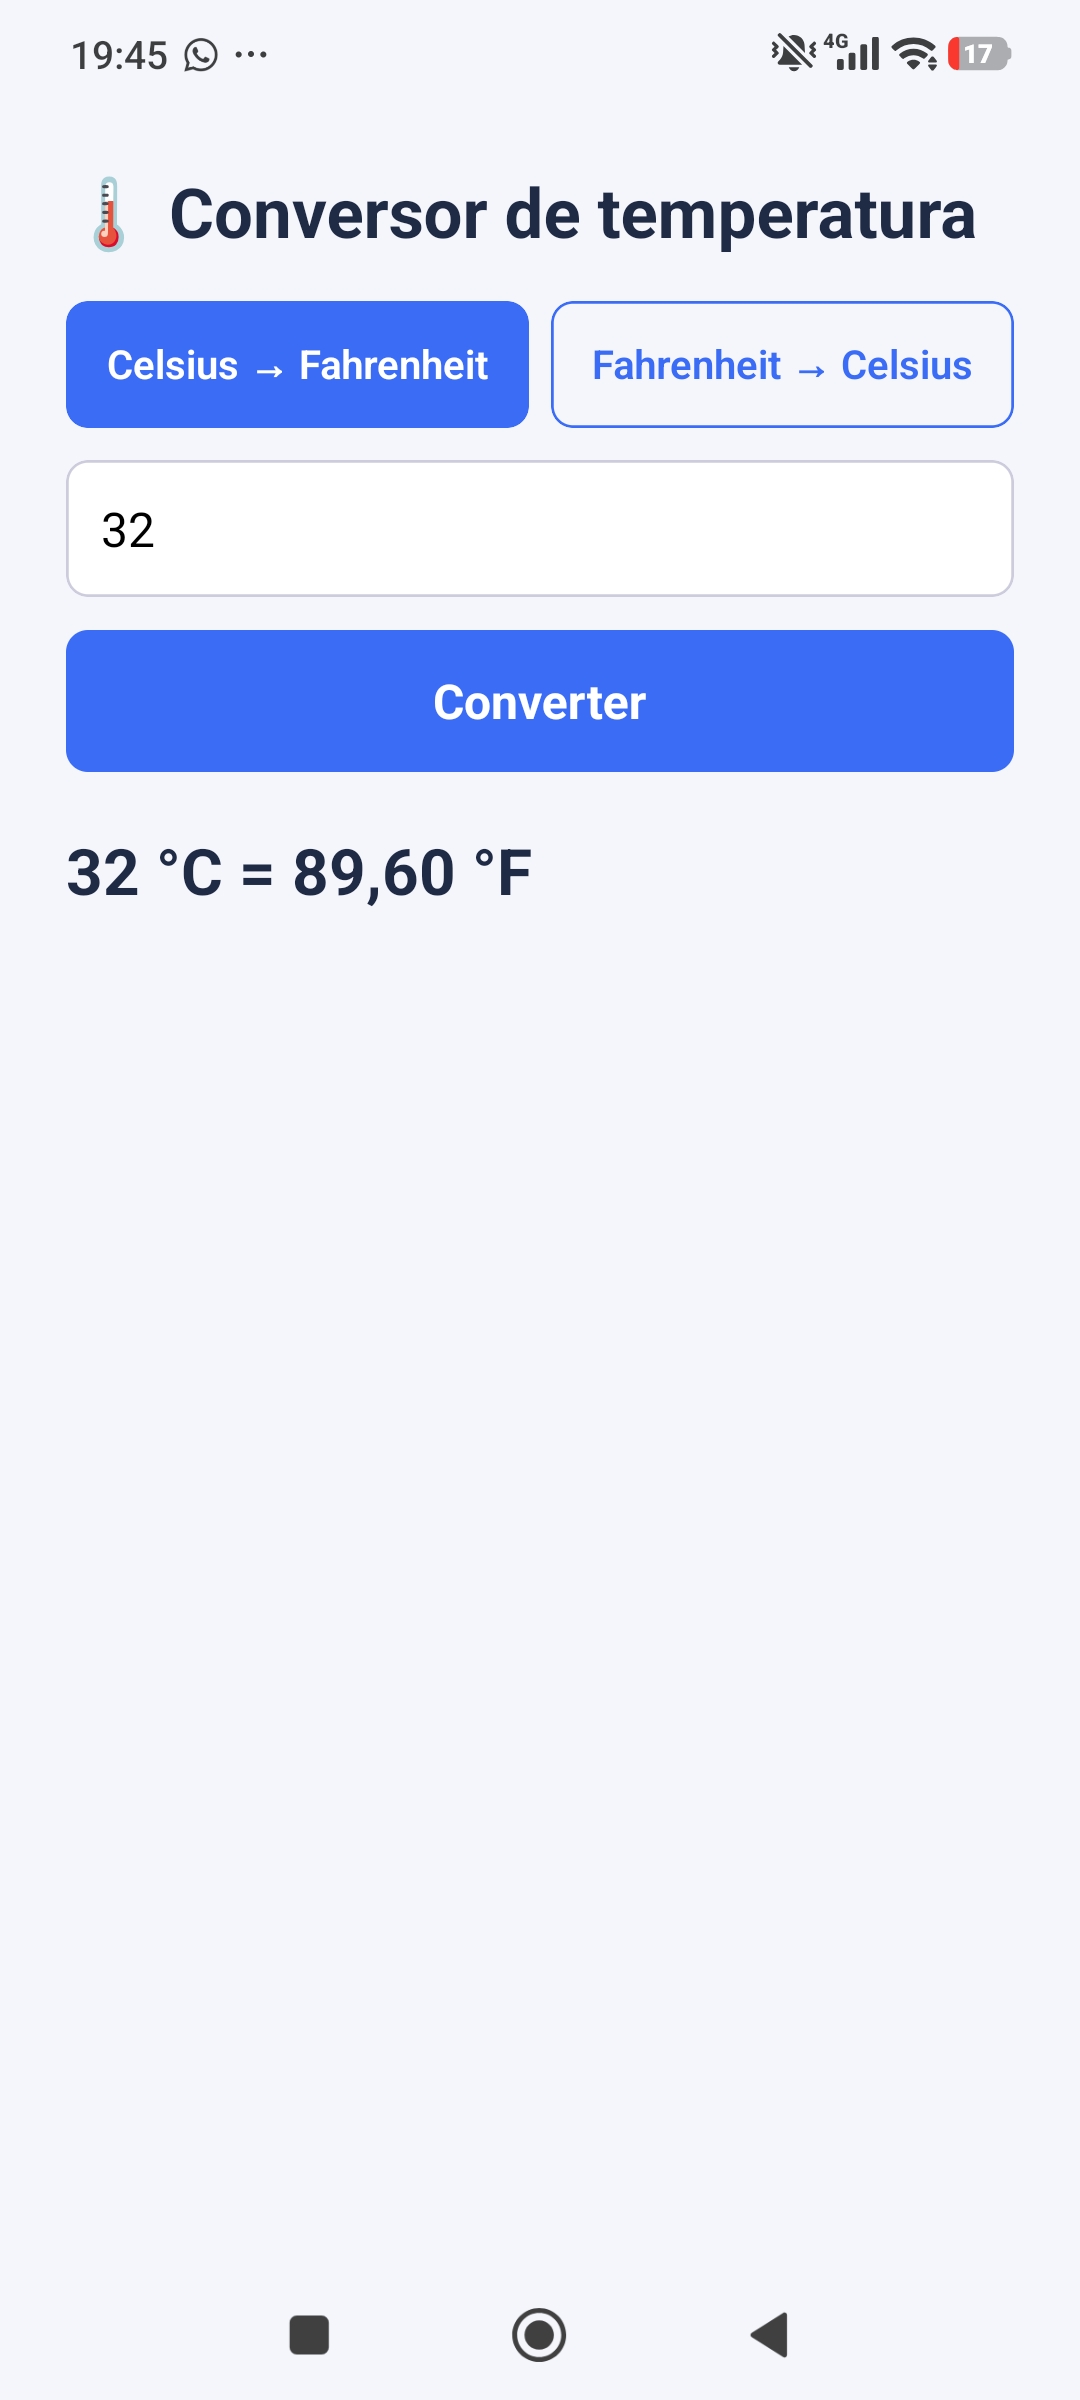 19:45
4G
17
Conversor de temperatura
Celsius → Fahrenheit
Fahrenheit → Celsius
32
Converter
32 °C = 89,60 °F